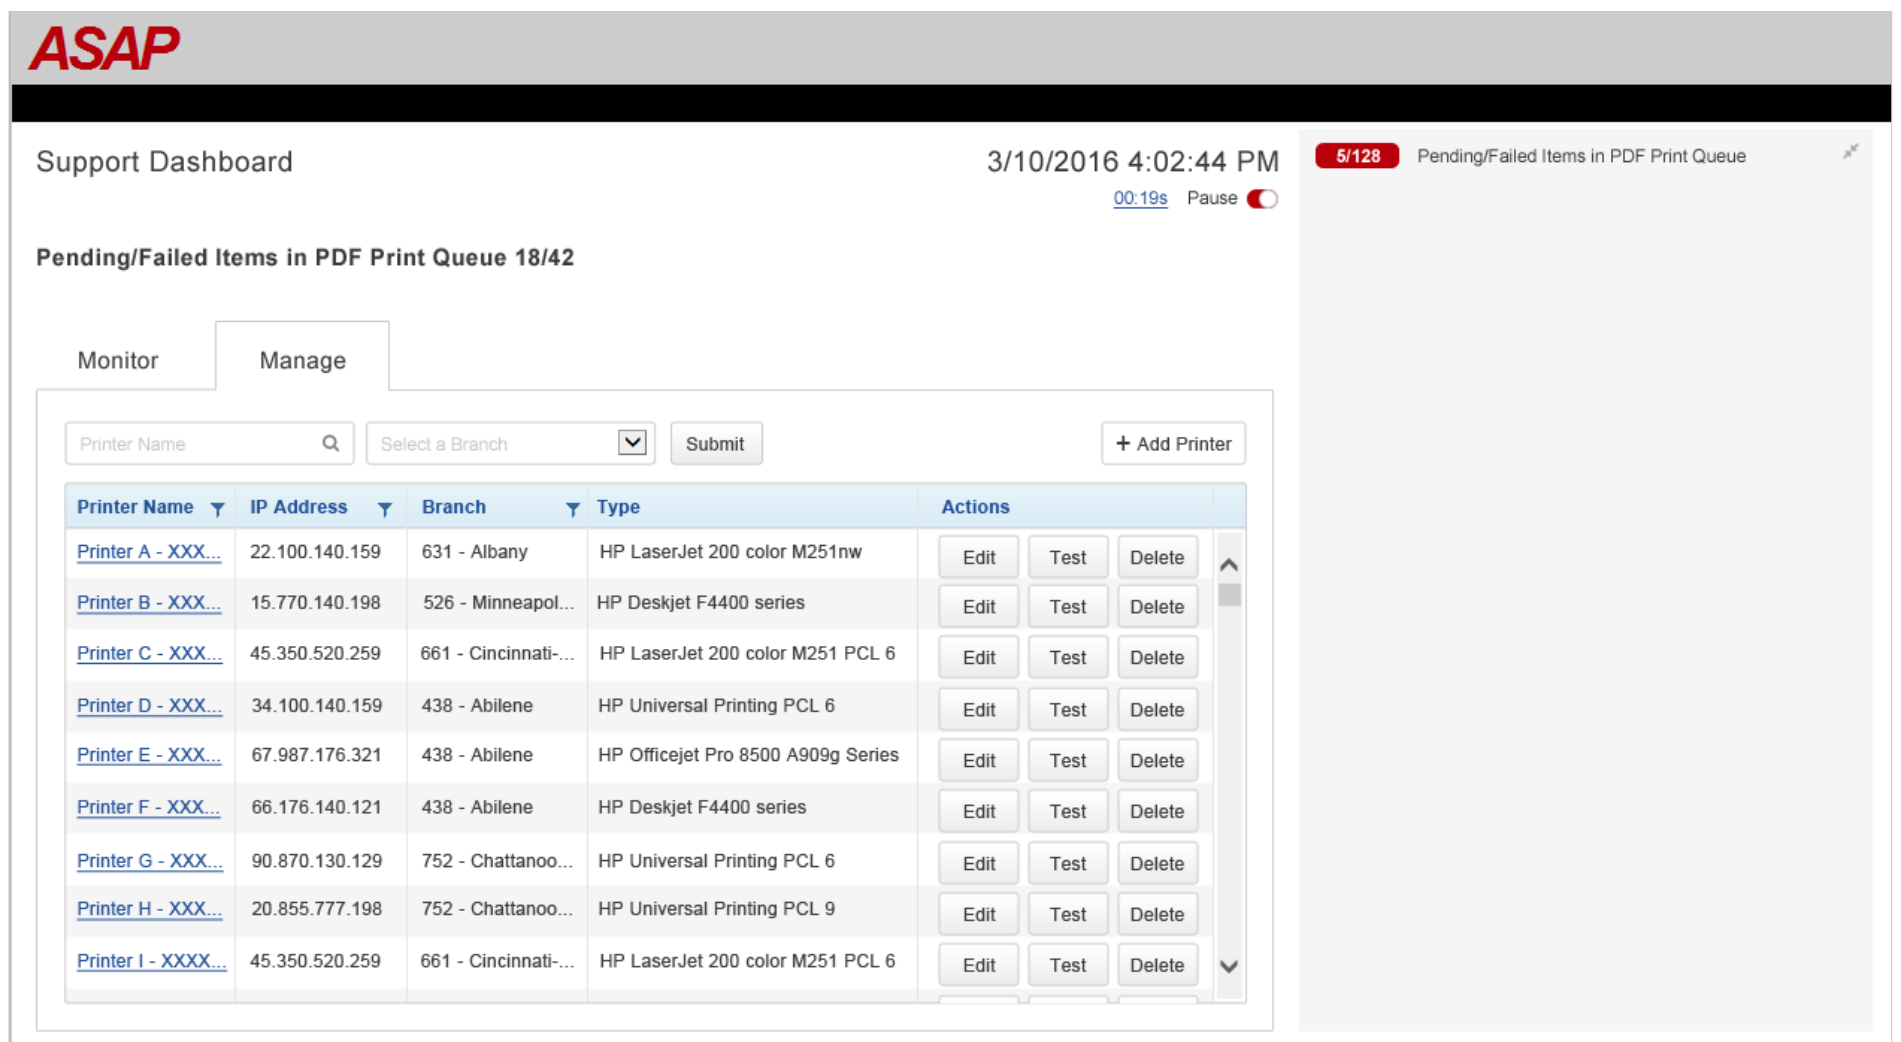 ASAP
Support Dashboard
3/10/2016 4:02:44 PM
00:19s Pause
5/128 Pending/Failed Items in PDF Print Queue
Pending/Failed Items in PDF Print Queue 18/42
Monitor Manage
Printer Name Select a Branch Submit + Add Printer
Printer Name IP Address Branch Type Actions
Printer A - XXX... 22.100.140.159 631 - Albany HP LaserJet 200 color M251nw Edit Test Delete
Printer B - XXX... 15.770.140.198 526 - Minneapol... HP Deskjet F4400 series Edit Test Delete
Printer C - XXX... 45.350.520.259 661 - Cincinnati-... HP LaserJet 200 color M251 PCL 6 Edit Test Delete
Printer D - XXX... 34.100.140.159 438 - Abilene HP Universal Printing PCL 6 Edit Test Delete
Printer E - XXX... 67.987.176.321 438 - Abilene HP Officejet Pro 8500 A909g Series Edit Test Delete
Printer F - XXX... 66.176.140.121 438 - Abilene HP Deskjet F4400 series Edit Test Delete
Printer G - XXX... 90.870.130.129 752 - Chattanoo... HP Universal Printing PCL 6 Edit Test Delete
Printer H - XXX... 20.855.777.198 752 - Chattanoo... HP Universal Printing PCL 9 Edit Test Delete
Printer I - XXXX... 45.350.520.259 661 - Cincinnati-... HP LaserJet 200 color M251 PCL 6 Edit Test Delete